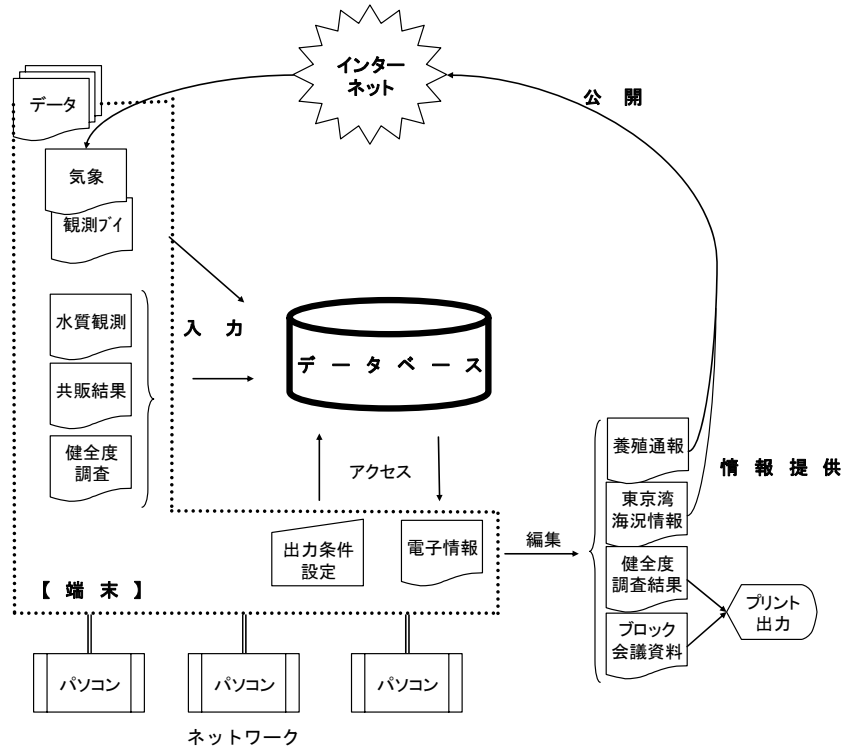 インター
ネット
データ
公開
気象
観測ブイ
水質観測
入力
共販結果
データベース
健全度
調査
アクセス
養殖通報
情報提供
東京湾
海況情報
出力条件
設定
電子情報
編集
健全度
調査結果
【端末】
プリント
出力
ブロック
会議資料
パソコン
パソコン
パソコン
ネットワーク